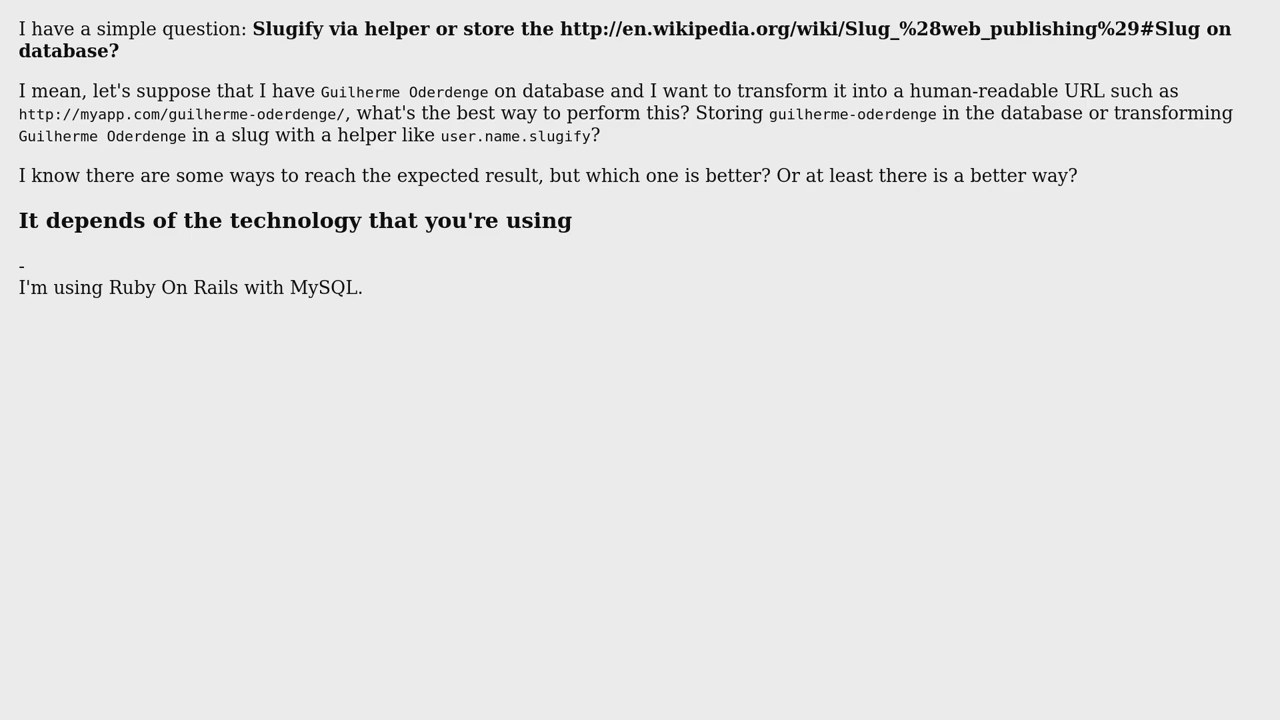 I have a simple question: Slugify via helper or store the http://en.wikipedia.org/wiki/Slug_%28web_publishing%29#Slug on
database?
I mean, let's suppose that I have Guilherme Oderdenge on database and I want to transform it into a human-readable URL such as
http://myapp.com/guilherme-oderdenge/, what's the best way to perform this? Storing guilherme-oderdenge in the database or transforming
Guilherme Oderdenge in a slug with a helper like user.name.slugify?
I know there are some ways to reach the expected result, but which one is better? Or at least there is a better way?
It depends of the technology that you're using
-
I'm using Ruby On Rails with MySQL.